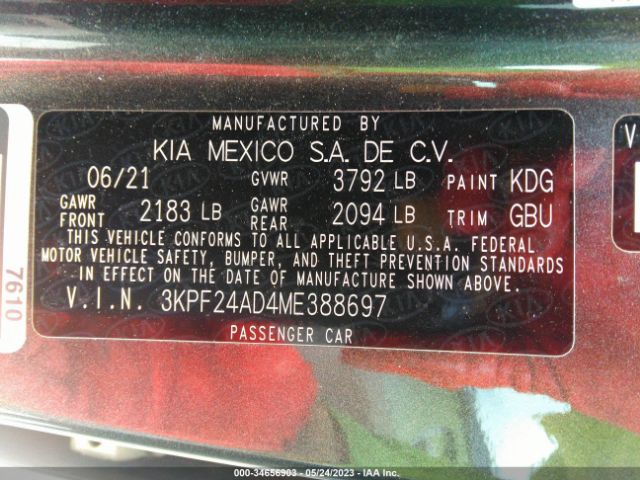 MANUFACTURED BY
KIA MEXICO S.A. DE C.V.
06/21 GVWR 3792 LB PAINT KDG
GAWR FRONT 2183 LB GAWR REAR 2094 LB TRIM GBU
THIS VEHICLE CONFORMS TO ALL APPLICABLE U.S.A. FEDERAL
MOTOR VEHICLE SAFETY, BUMPER, AND THEFT PREVENTION STANDARDS
IN EFFECT ON THE DATE OF MANUFACTURE SHOWN ABOVE.
V.I.N. 3KPF24AD4ME388697
PASSENGER CAR
7610
V
000-34656903 - 05/24/2023 - IAA Inc.